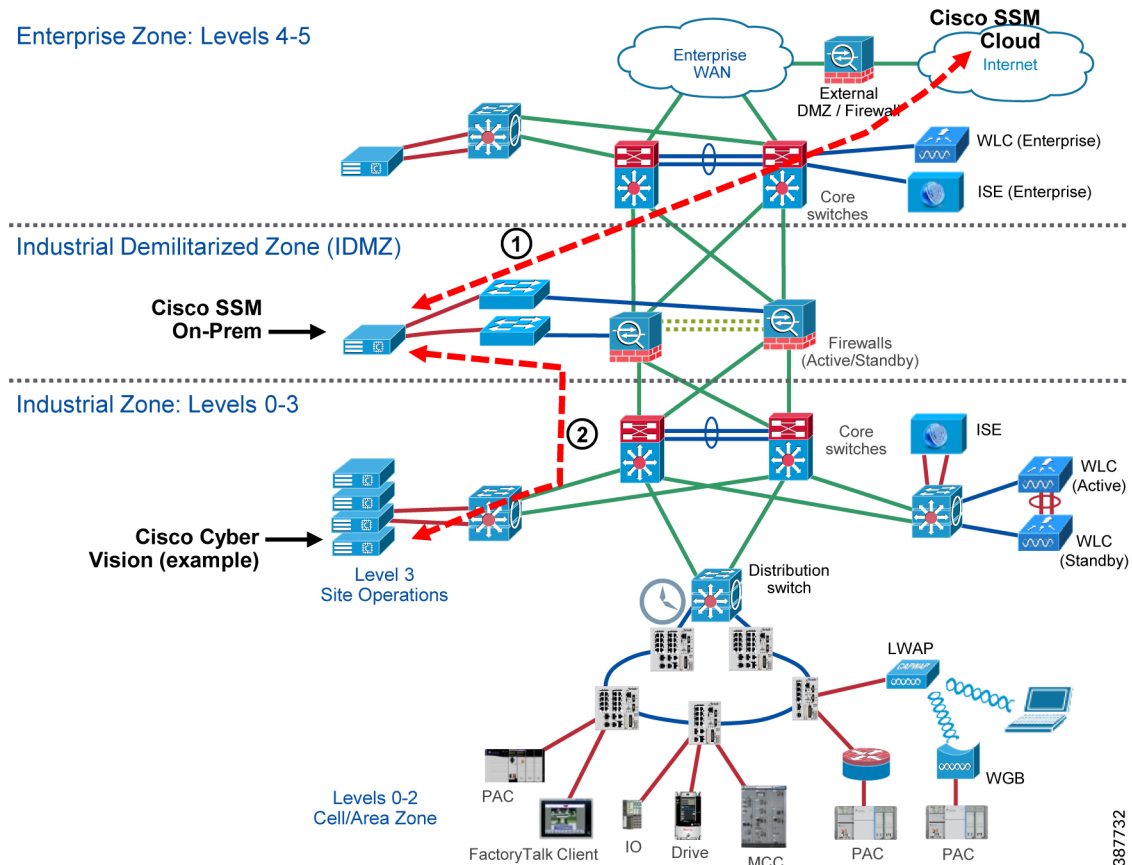 Enterprise Zone: Levels 4-5
Enterprise
WAN
Cisco SSM
Cloud
Internet
External
DMZ / Firewall
WLC (Enterprise)
ISE (Enterprise)
Core
switches
Industrial Demilitarized Zone (IDMZ)
1
Cisco SSM
On-Prem
Firewalls
(Active/Standby)
Industrial Zone: Levels 0-3
2
Core
switches
ISE
WLC
(Active)
WLC
(Standby)
Cisco Cyber
Vision (example)
Level 3
Site Operations
Distribution
switch
LWAP
CAPWAP
WGB
Levels 0-2
Cell/Area Zone
PAC
FactoryTalk Client
IO
Drive
MCC
PAC
PAC
387732